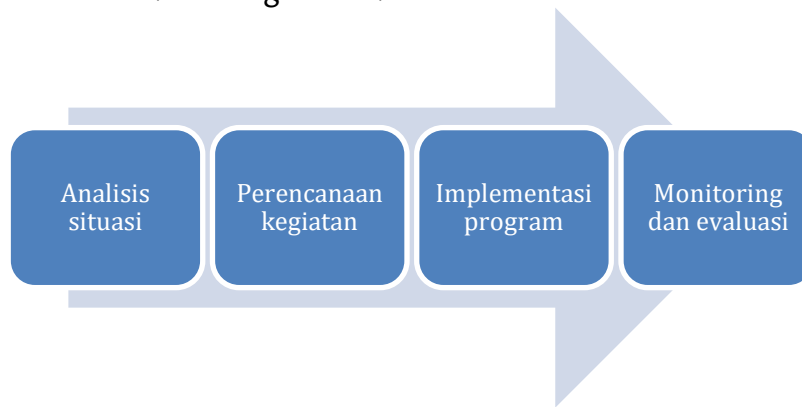 Analisis
situasi
Perencanaan
kegiatan
Implementasi
program
Monitoring
dan evaluasi